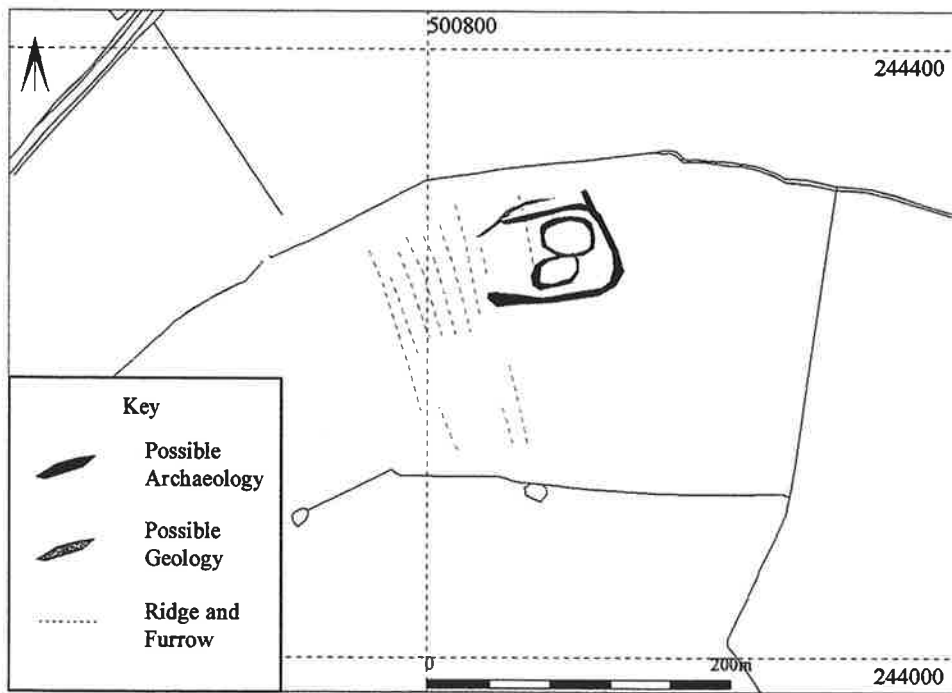 500800
244400
Key
Possible
Archaeology
Possible
Geology
Ridge and
Furrow
0
200m
244000